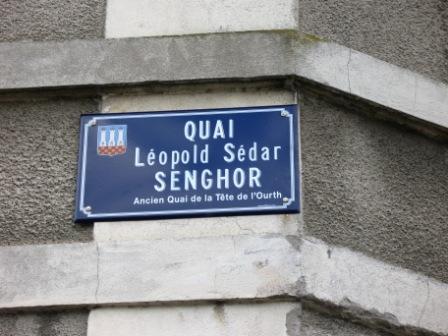 QUAI
Léopold Sédar
SENGHOR
Ancien Quai de la Tête de l'Ourth